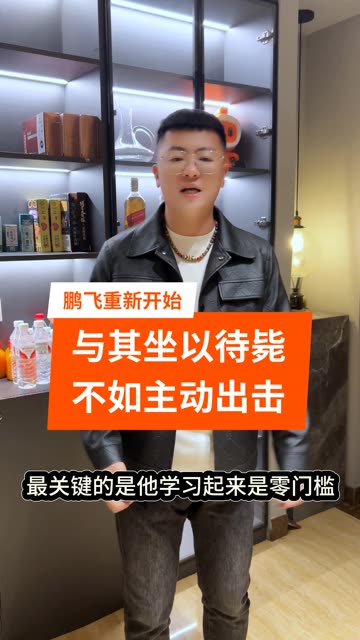 鹏飞重新开始
与其坐以待毙
不如主动出击
最关键的是他学习起来是零门槛